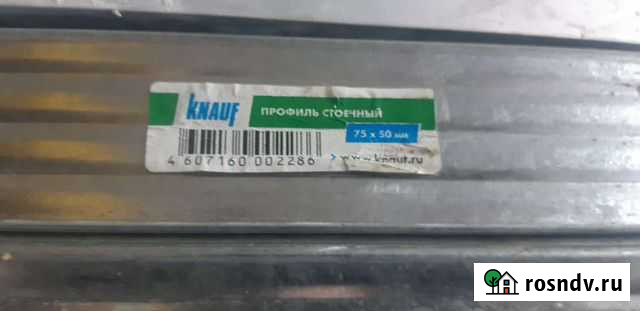 KNAUF
ПРОФИЛЬ СТОЕЧНЫЙ
75 x 50 мм
4 607160 002286
www.knauf.ru
rosndv.ru